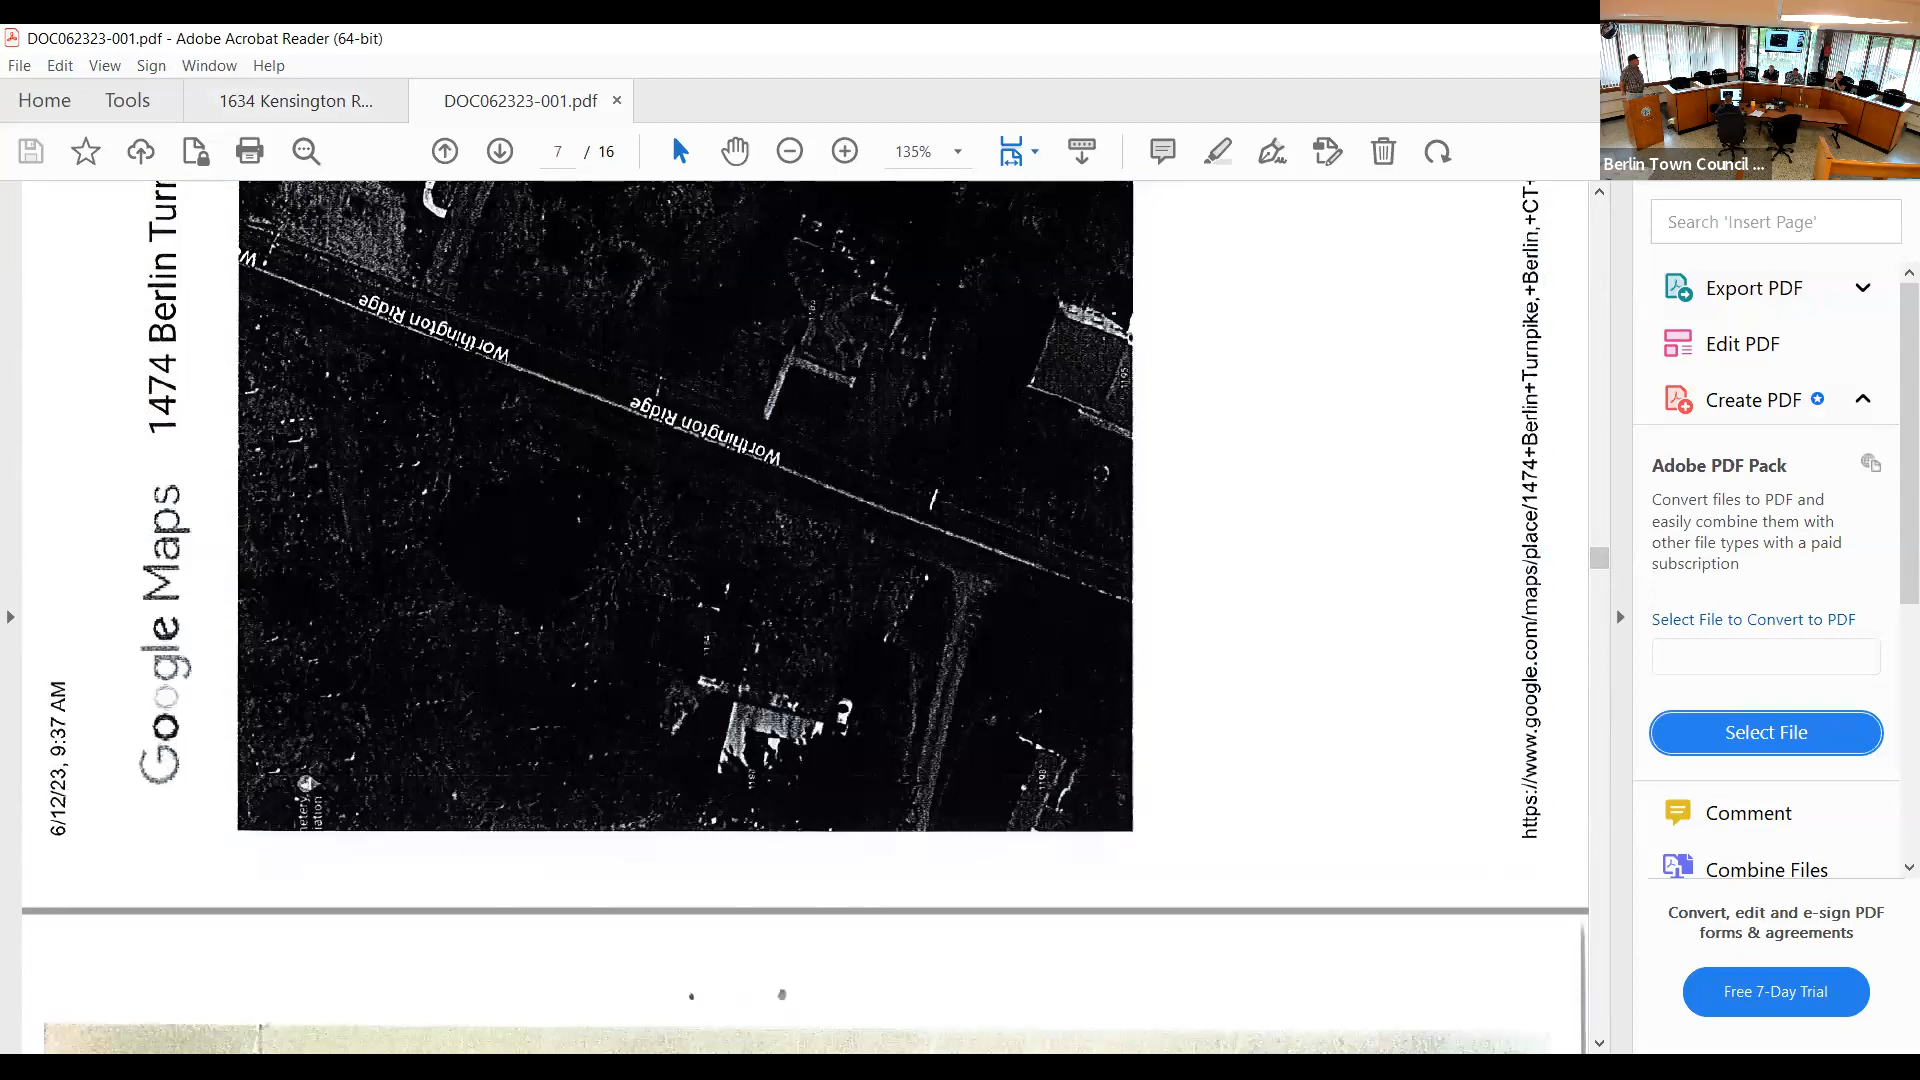 DOC062323-001.pdf - Adobe Acrobat Reader (64-bit)
File Edit View Sign Window Help
Home Tools 1634 Kensington R... DOC062323-001.pdf ×
7 / 16 135%
Berlin Town Council ...
6/12/23, 9:37 AM
Google Maps 1474 Berlin Turn
Worthington Ridge
Worthington Ridge
https://www.google.com/maps/place/1474+Berlin+Turnpike,+Berlin,+CT+
Search 'Insert Page'
Export PDF
Edit PDF
Create PDF
Adobe PDF Pack
Convert files to PDF and
easily combine them with
other file types with a paid
subscription
Select File to Convert to PDF
Select File
Comment
Combine Files
Convert, edit and e-sign PDF
forms & agreements
Free 7-Day Trial